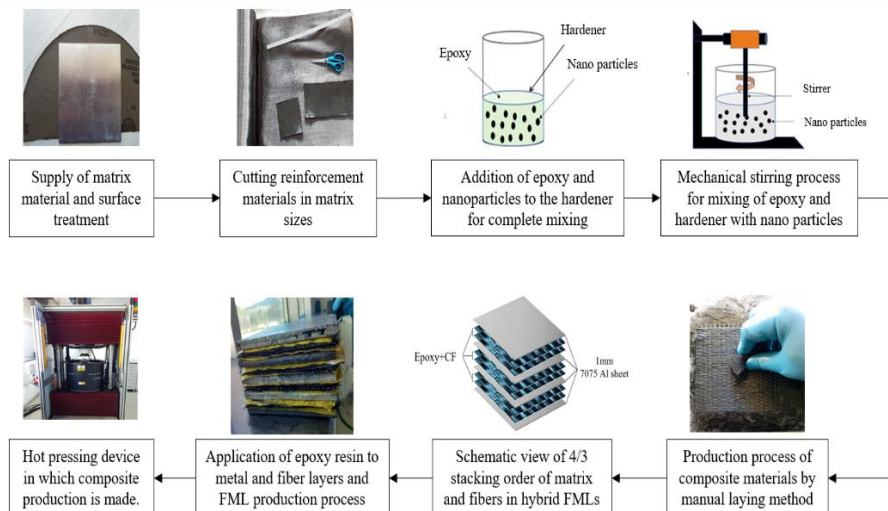 Epoxy
Hardener
Nano particles
Stirrer
Nano particles
Supply of matrix
material and surface
treatment
Cutting reinforcement
materials in matrix
sizes
Addition of epoxy and
nanoparticles to the hardener
for complete mixing
Mechanical stirring process
for mixing of epoxy and
hardener with nano particles
Epoxy+CF
1mm
7075 Al sheet
Hot pressing device
in which composite
production is made.
Application of epoxy resin to
metal and fiber layers and
FML production process
Schematic view of 4/3
stacking order of matrix
and fibers in hybrid FMLs
Production process of
composite materials by
manual laying method